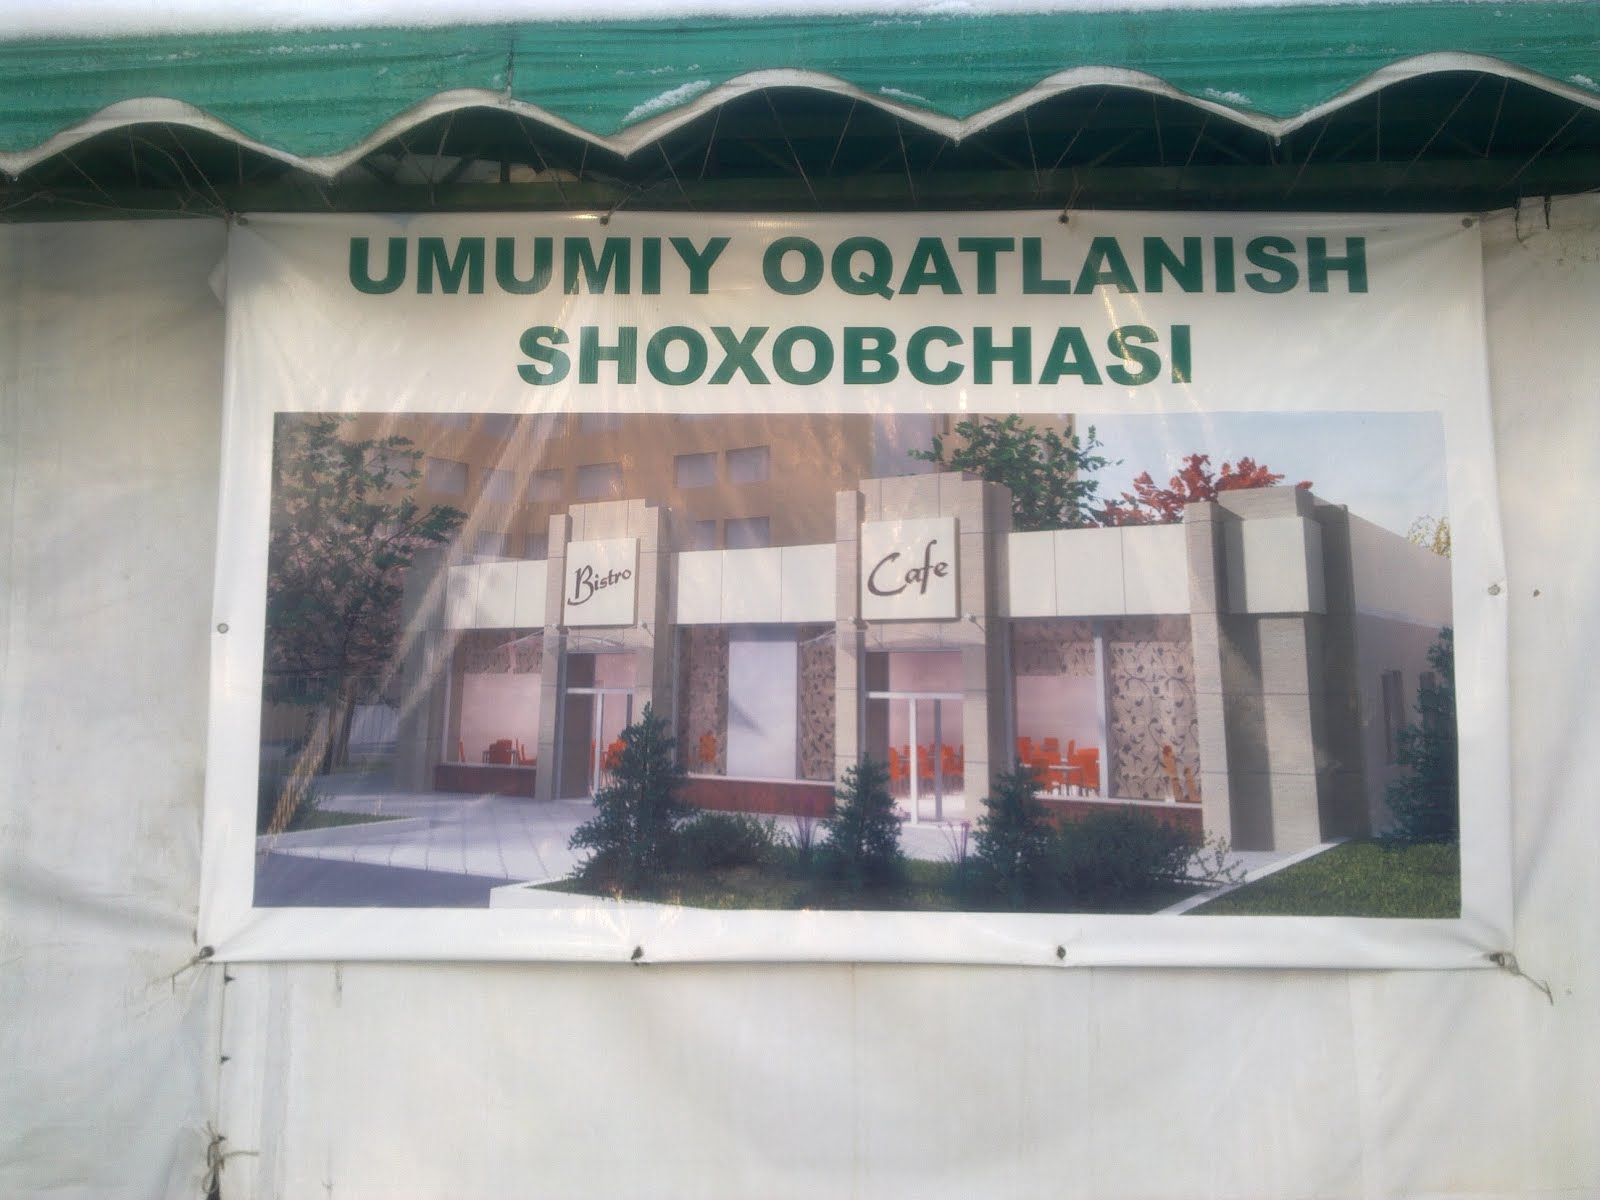 UMUMIY OQATLANISH
SHOXOBCHASI
Bistro
Cafe